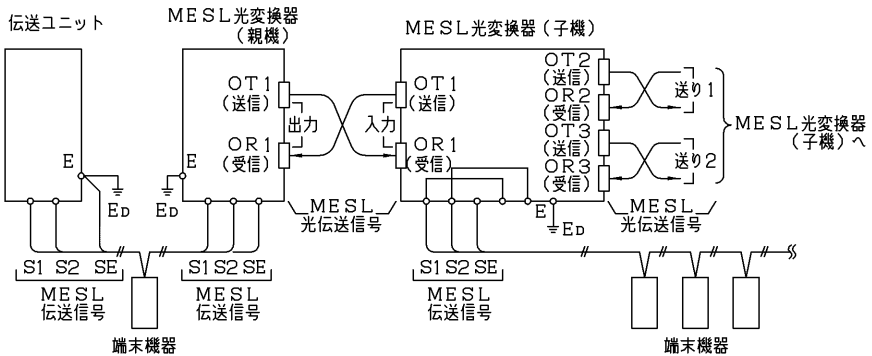 伝送ユニット
MESL光変換器
(親機)
MESL光変換器(子機)
OT1
(送信)
出力
OR1
(受信)
OT1
(送信)
入力
OR1
(受信)
OT2
(送信)
OR2
(受信)
OT3
(送信)
OR3
(受信)
送り1
送り2
MESL光変換器
(子機)へ
E
ED
E
ED
E
ED
MESL
光伝送信号
MESL
光伝送信号
S1 S2 SE
MESL
伝送信号
S1 S2 SE
MESL
伝送信号
S1 S2 SE
MESL
伝送信号
端末機器
端末機器